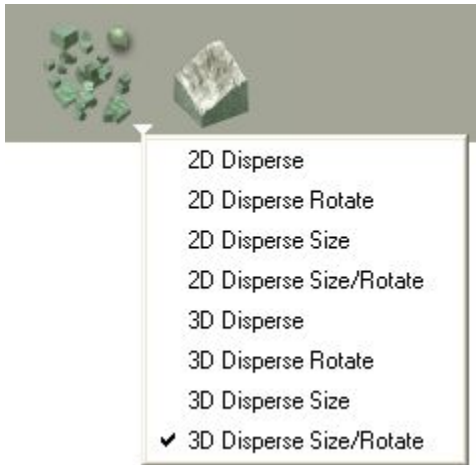 2D Disperse
2D Disperse Rotate
2D Disperse Size
2D Disperse Size/Rotate
3D Disperse
3D Disperse Rotate
3D Disperse Size
3D Disperse Size/Rotate